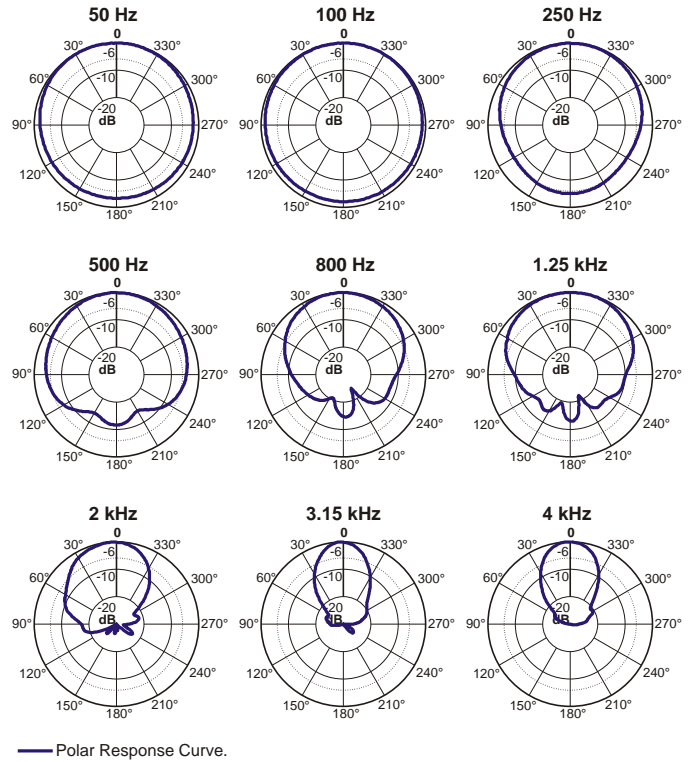 50 Hz 100 Hz 250 Hz
0 0 0
30° 330° 30° 330° 30° 330°
-6 -6 -6
60° -10 300° 60° -10 300° 60° -10 300°
-20 -20 -20
90° dB 270° 90° dB 270° 90° dB 270°
120° 240° 120° 240° 120° 240°
150° 210° 150° 210° 150° 210°
180° 180° 180°
500 Hz 800 Hz 1.25 kHz
0 0 0
30° 330° 30° 330° 30° 330°
-6 -6 -6
60° -10 300° 60° -10 300° 60° -10 300°
-20 -20 -20
90° dB 270° 90° dB 270° 90° dB 270°
120° 240° 120° 240° 120° 240°
150° 210° 150° 210° 150° 210°
180° 180° 180°
2 kHz 3.15 kHz 4 kHz
0 0 0
30° 330° 30° 330° 30° 330°
-6 -6 -6
60° -10 300° 60° -10 300° 60° -10 300°
-20 -20 -20
90° dB 270° 90° dB 270° 90° dB 270°
120° 240° 120° 240° 120° 240°
150° 210° 150° 210° 150° 210°
180° 180° 180°
Polar Response Curve.